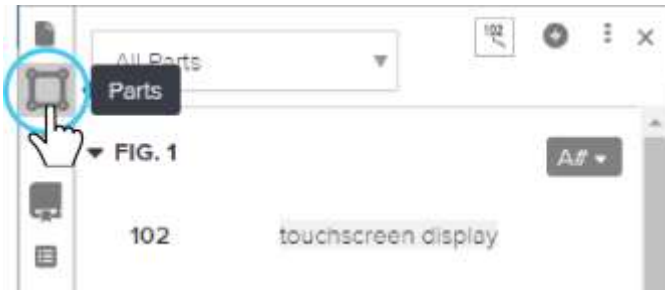 102
All Parts
Parts
FIG. 1
A#
102 touchscreen display